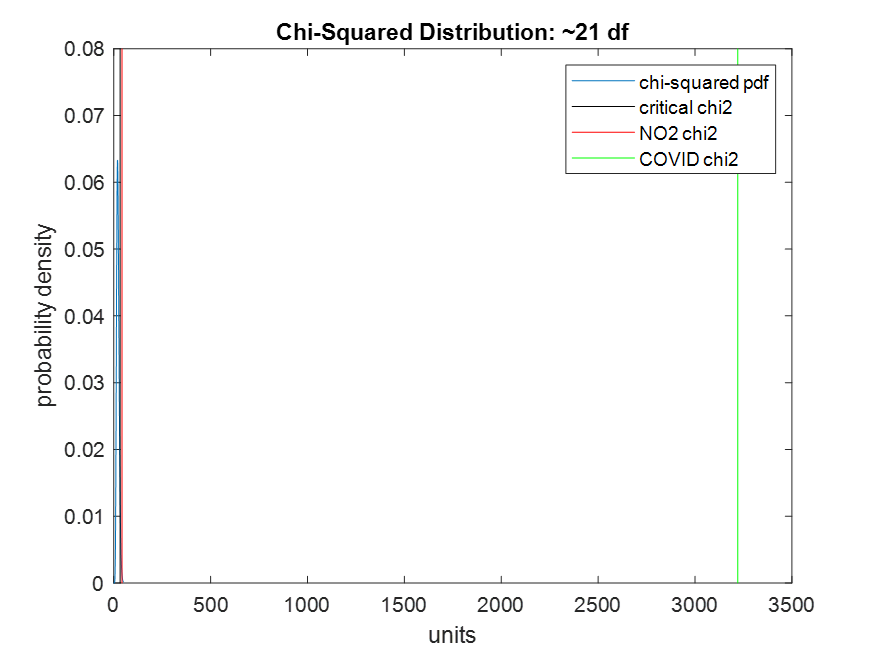 Chi-Squared Distribution: ~21 df
0.08
0.07
0.06
0.05
0.04
0.03
0.02
0.01
0
probability density
chi-squared pdf
critical chi2
NO2 chi2
COVID chi2
0 500 1000 1500 2000 2500 3000 3500
units